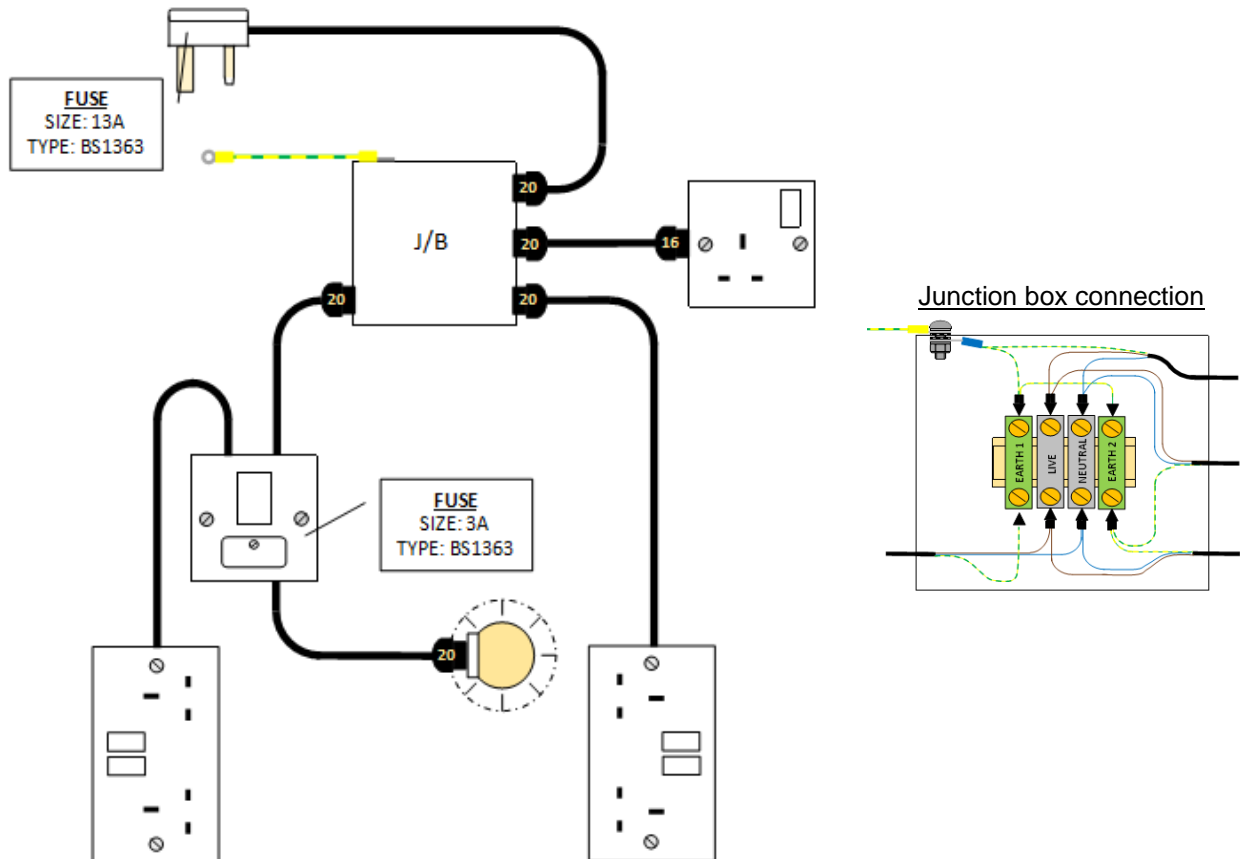 FUSE
SIZE: 13A
TYPE: BS1363
20
J/B
20
16
20
20
Junction box connection
EARTH 1
LIVE
NEUTRAL
EARTH 2
FUSE
SIZE: 3A
TYPE: BS1363
20